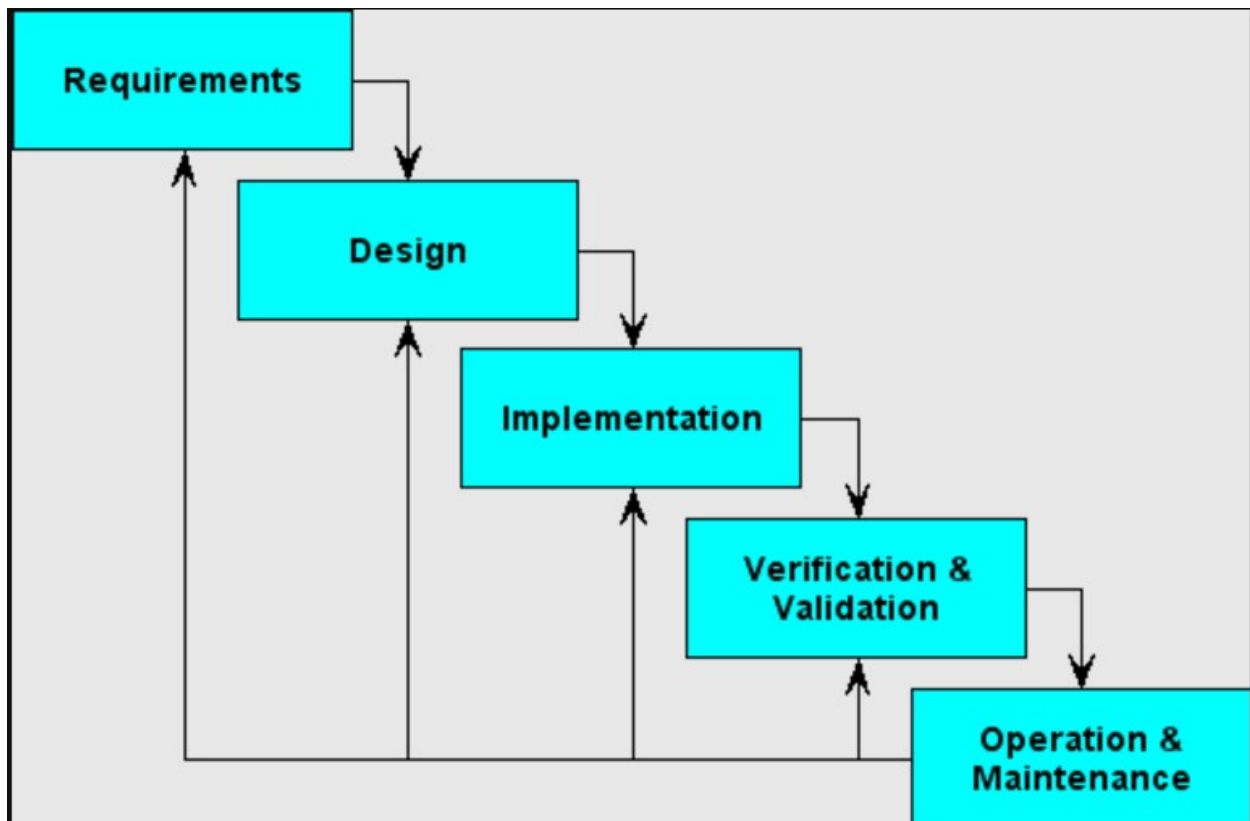 Requirements
Design
Implementation
Verification &
Validation
Operation &
Maintenance